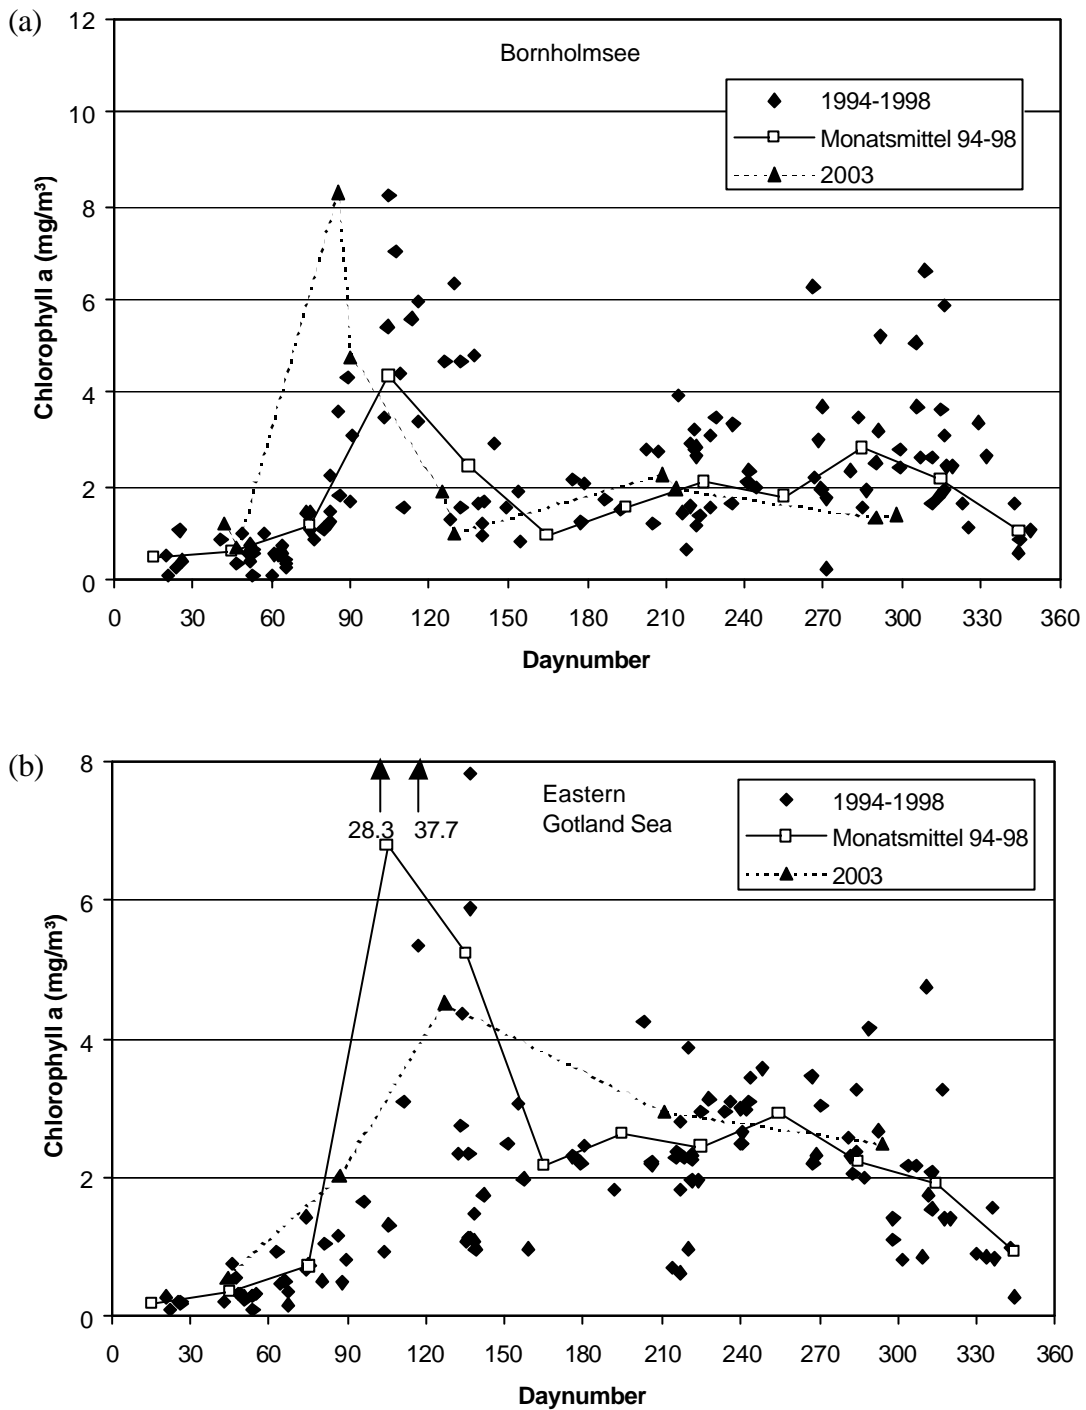 (a)
12
10
8
6
4
2
0
Chlorophyll a (mg/m³)
Bornholmsee
1994-1998
Monatsmittel 94-98
2003
0 30 60 90 120 150 180 210 240 270 300 330 360
Daynumber
(b)
8
6
4
2
0
Chlorophyll a (mg/m³)
28.3 37.7
Eastern
Gotland Sea
1994-1998
Monatsmittel 94-98
2003
0 30 60 90 120 150 180 210 240 270 300 330 360
Daynumber